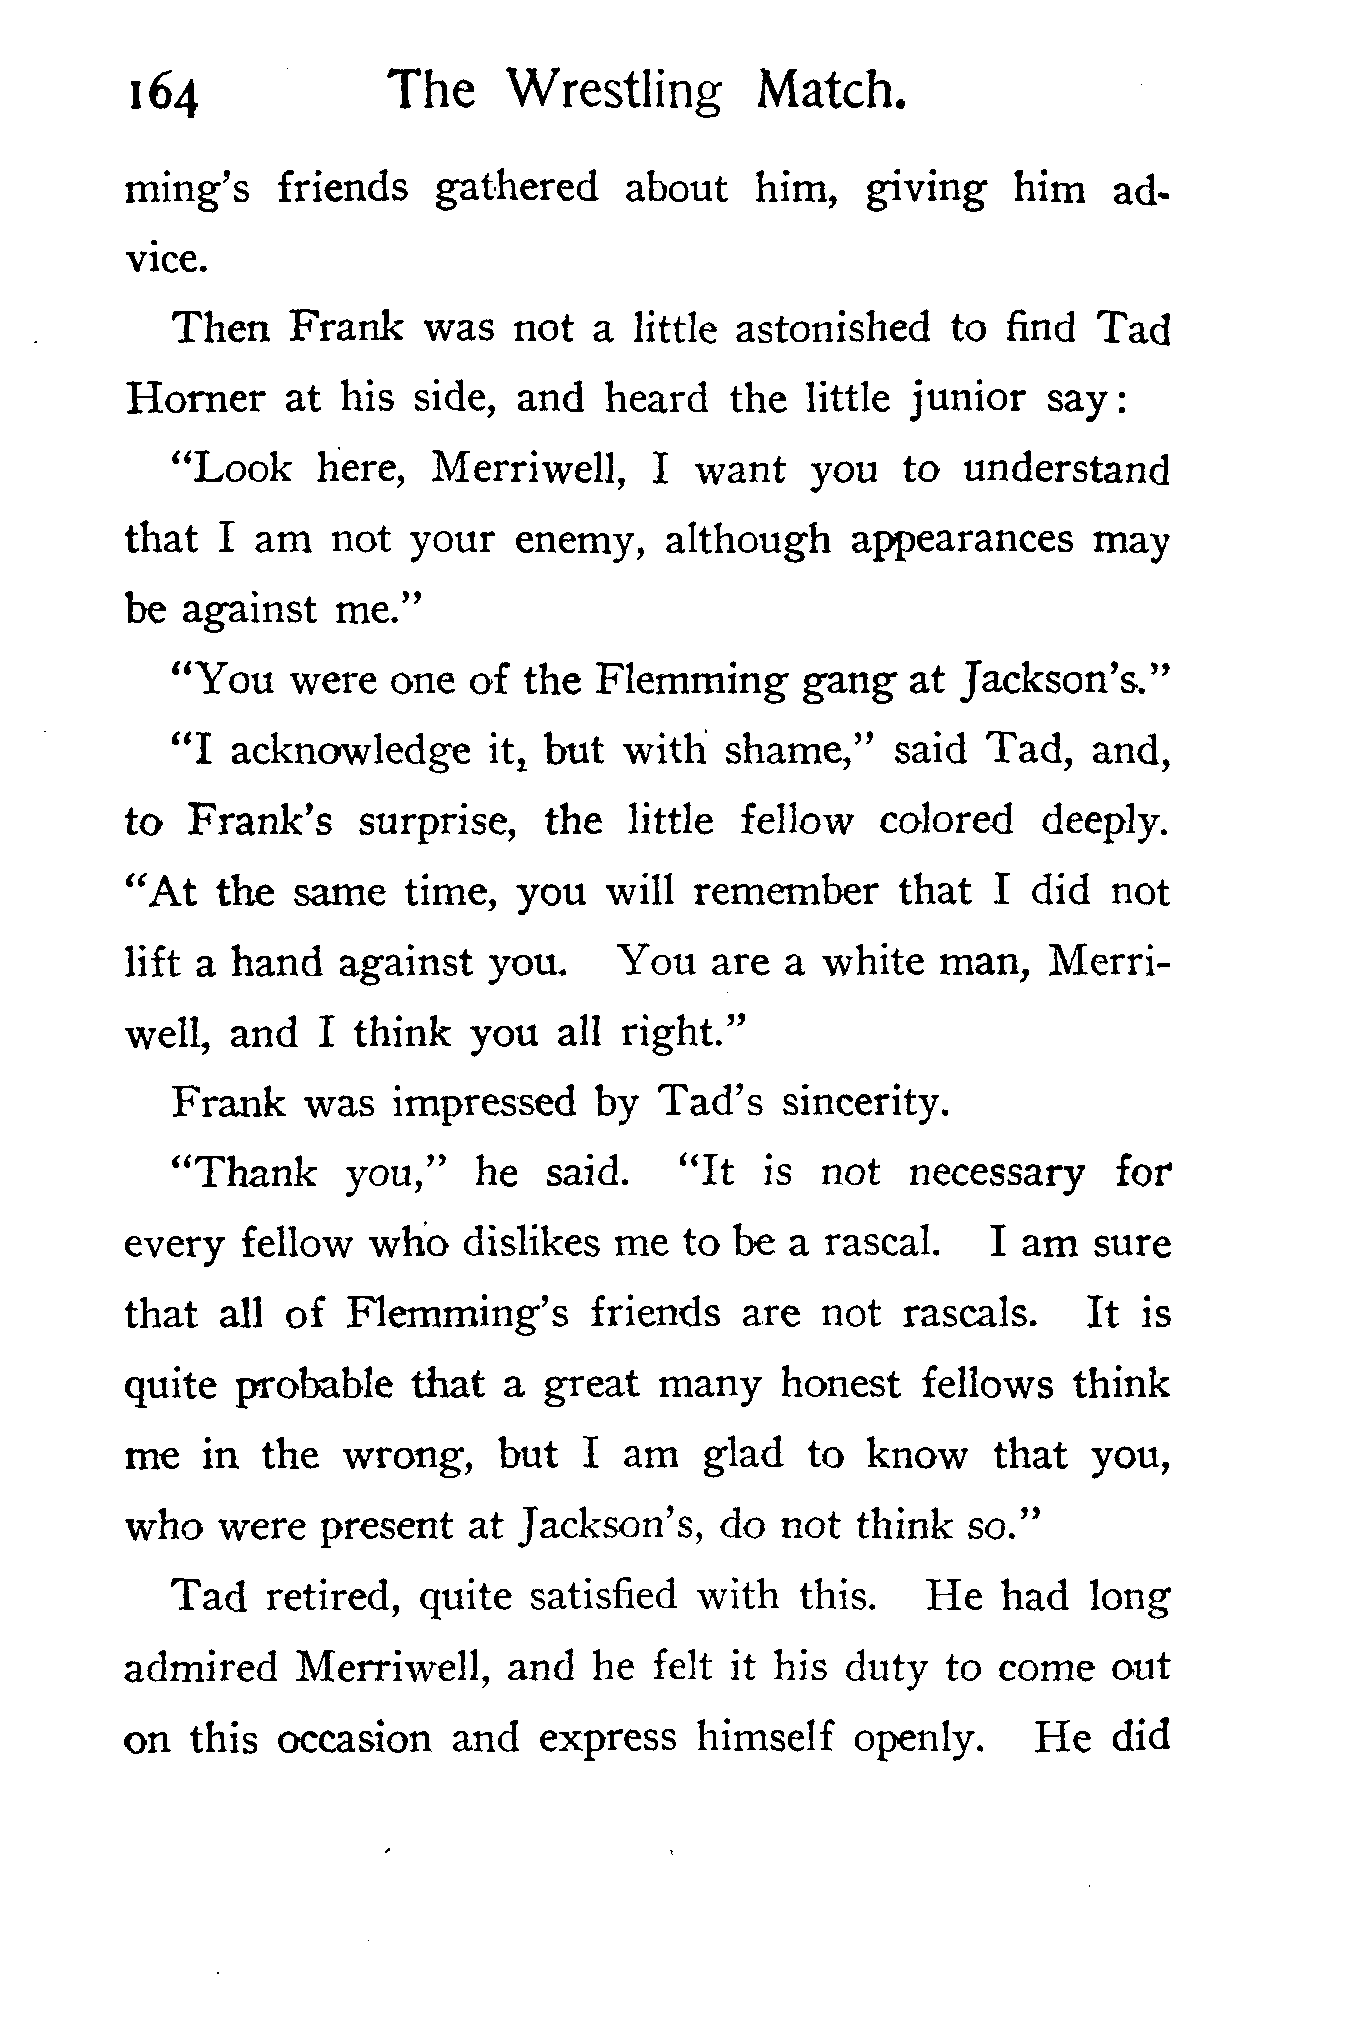 164 The Wrestling Match.
ming's friends gathered about him, giving him ad-
vice.
Then Frank was not a little astonished to find Tad
Horner at his side, and heard the little junior say:
“Look here, Merriwell, I want you to understand
that I am not your enemy, although appearances may
be against me.”
“You were one of the Flemming gang at Jackson's.”
“I acknowledge it, but with shame,” said Tad, and,
to Frank's surprise, the little fellow colored deeply.
“At the same time, you will remember that I did not
lift a hand against you. You are a white man, Merri-
well, and I think you all right.”
Frank was impressed by Tad's sincerity.
“Thank you,” he said. “It is not necessary for
every fellow who dislikes me to be a rascal. I am sure
that all of Flemming's friends are not rascals. It is
quite probable that a great many honest fellows think
me in the wrong, but I am glad to know that you,
who were present at Jackson's, do not think so.”
Tad retired, quite satisfied with this. He had long
admired Merriwell, and he felt it his duty to come out
on this occasion and express himself openly. He did